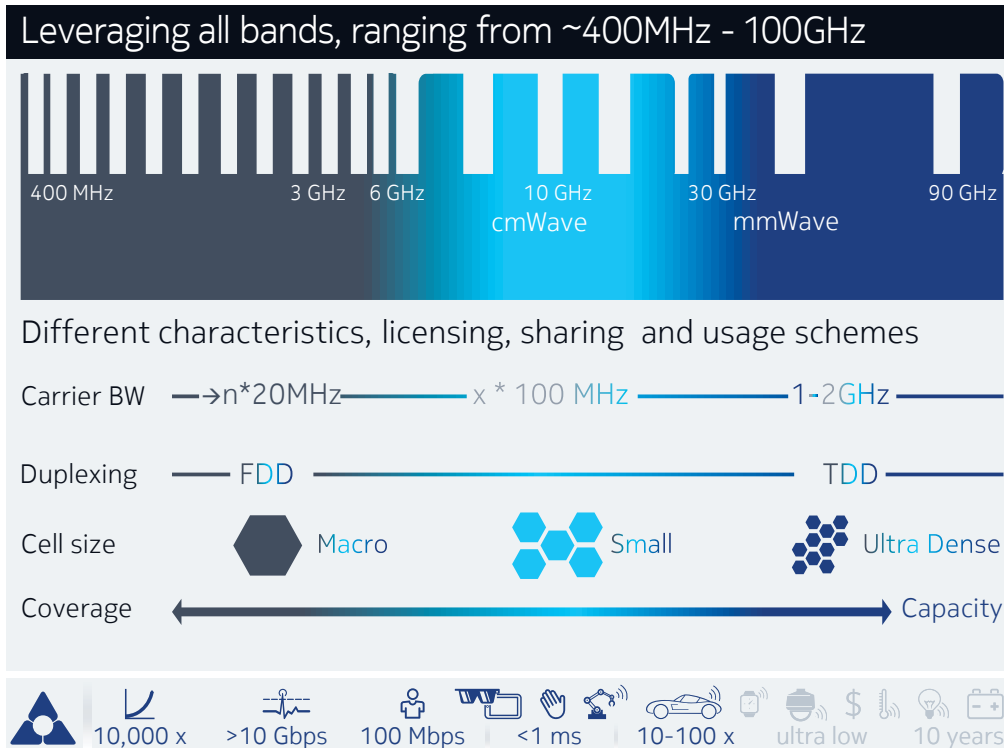 Leveraging all bands, ranging from ~400MHz - 100GHz
400 MHz 3 GHz 6 GHz 10 GHz 30 GHz 90 GHz
cmWave mmWave
Different characteristics, licensing, sharing and usage schemes
Carrier BW →n*20MHz x * 100 MHz 1-2GHz
Duplexing FDD TDD
Cell size Macro Small Ultra Dense
Coverage Capacity
10,000 x >10 Gbps 100 Mbps <1 ms 10-100 x ultra low 10 years